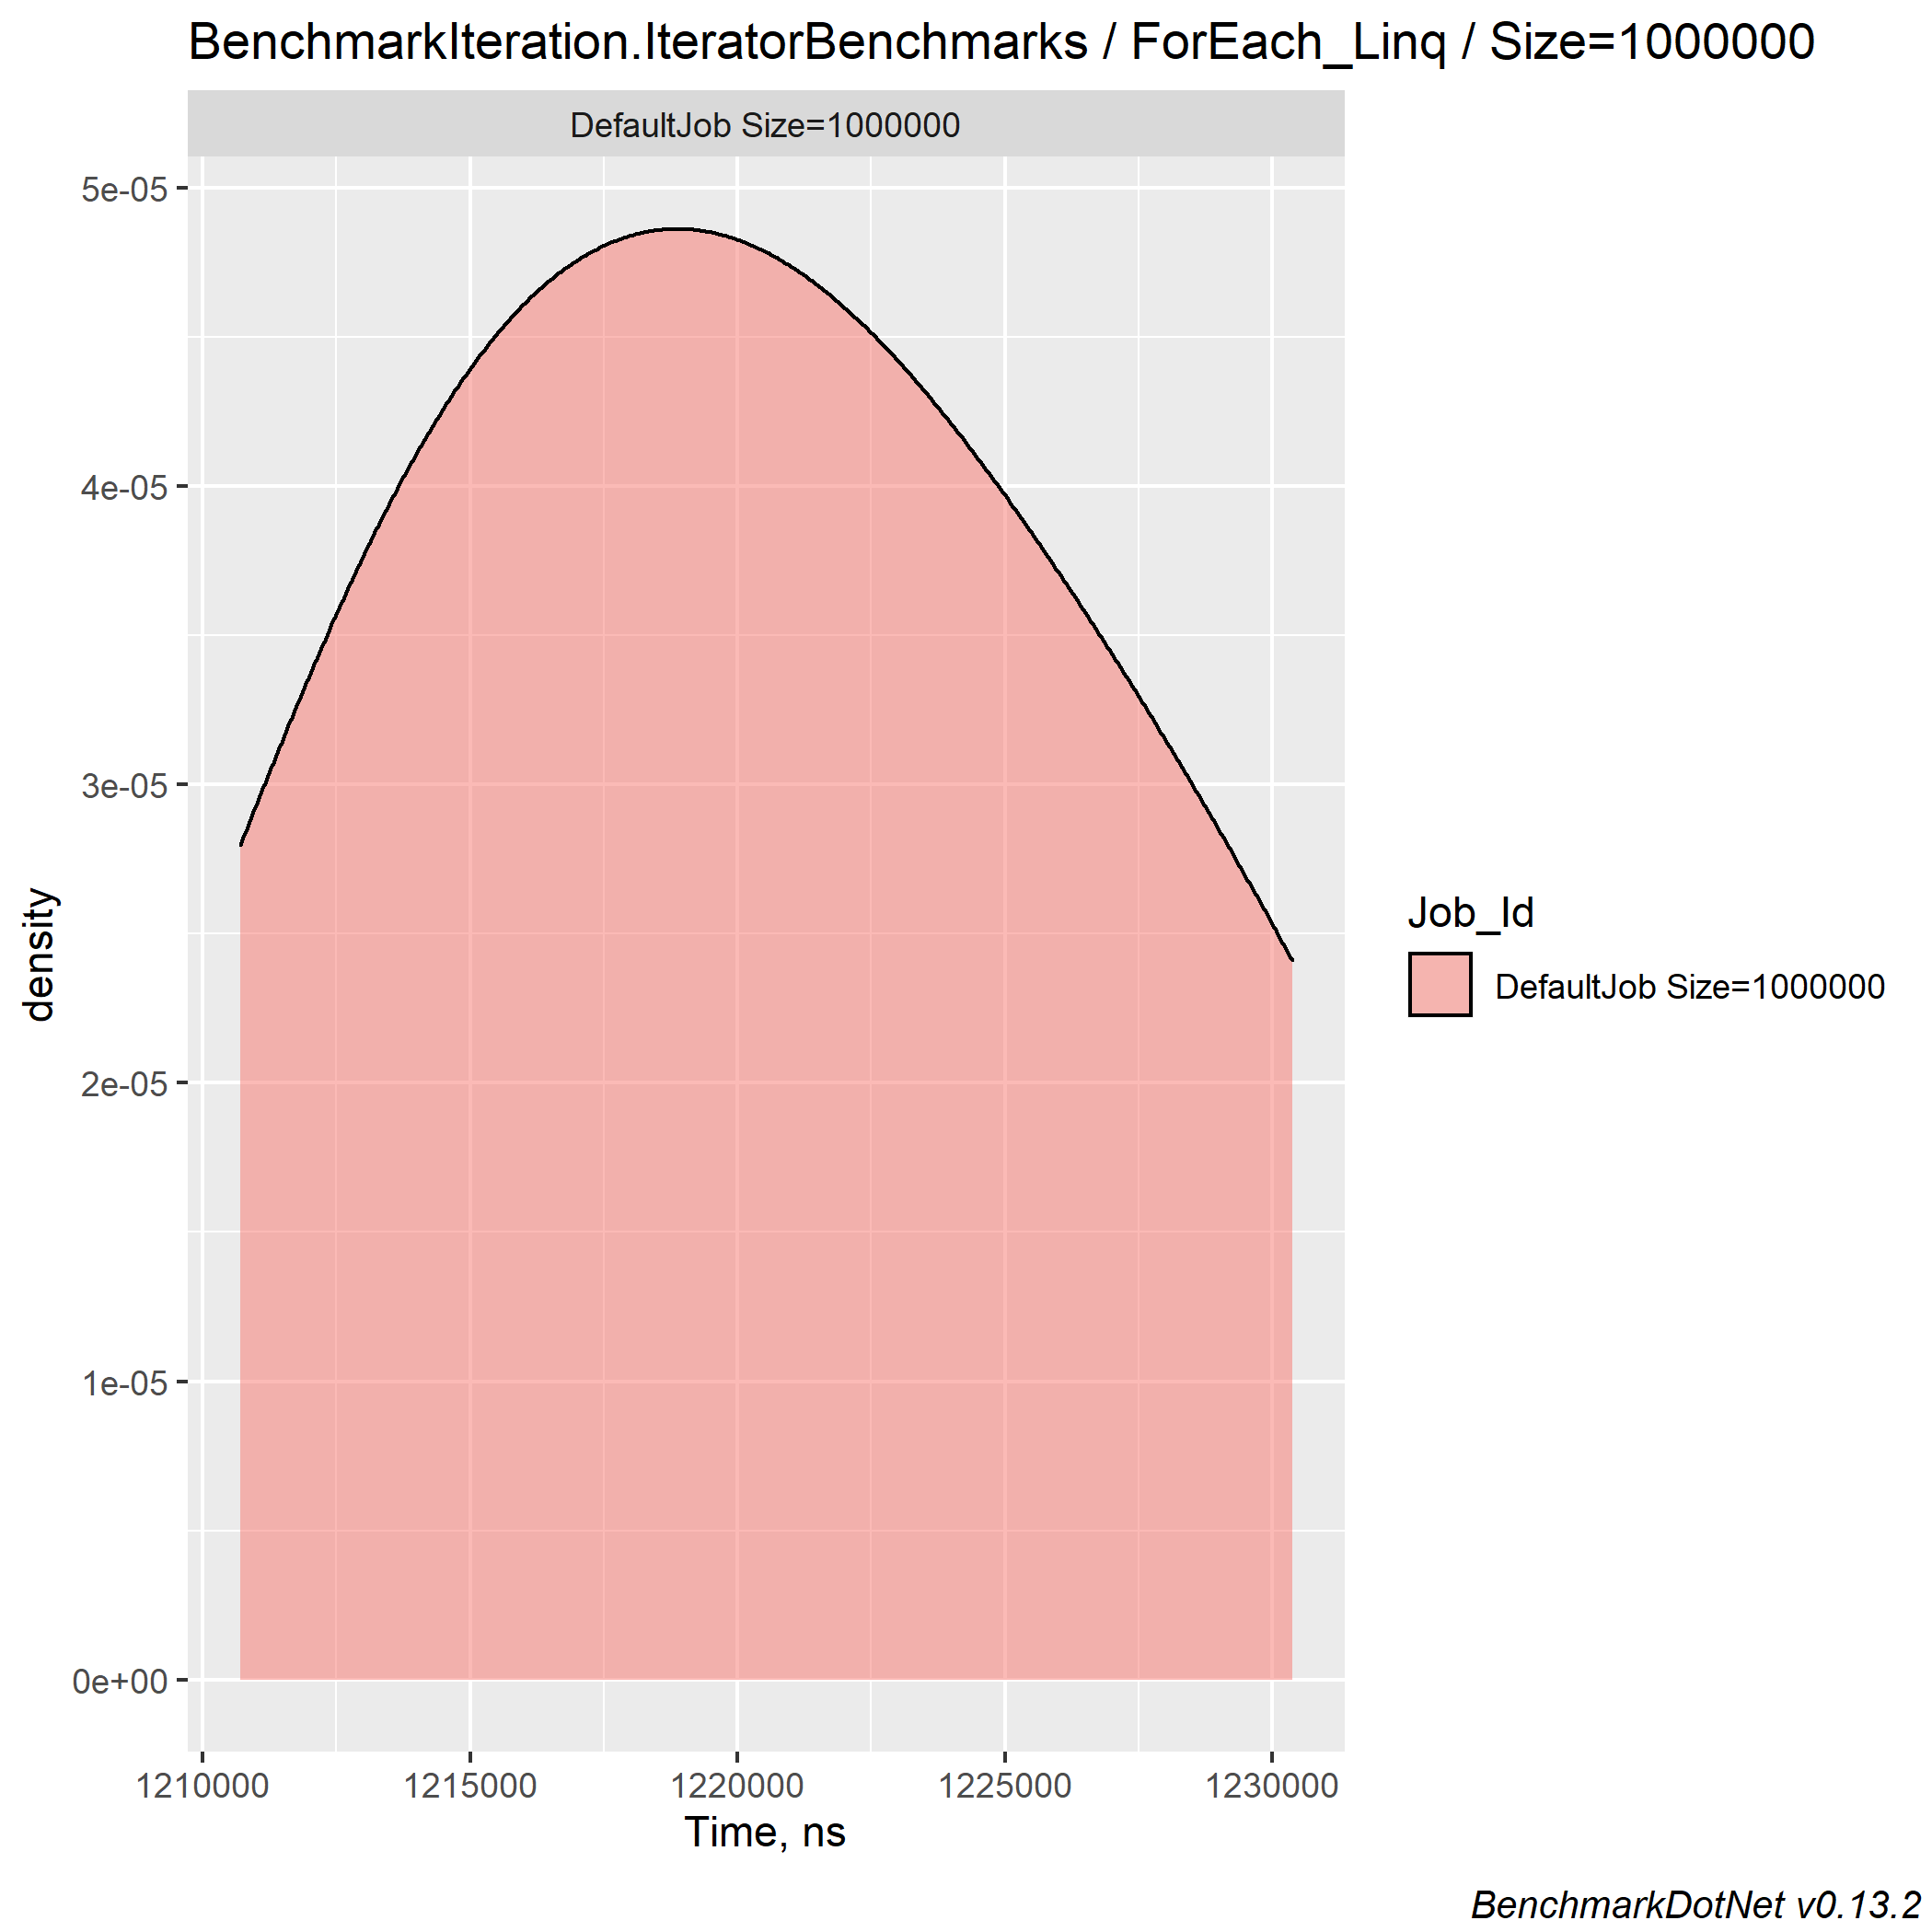 BenchmarkIteration.IteratorBenchmarks / ForEach_Linq / Size=1000000
DefaultJob Size=1000000
5e-05
4e-05
3e-05
2e-05
1e-05
0e+00
density
1210000 1215000 1220000 1225000 1230000
Time, ns
Job_Id
DefaultJob Size=1000000
BenchmarkDotNet v0.13.2